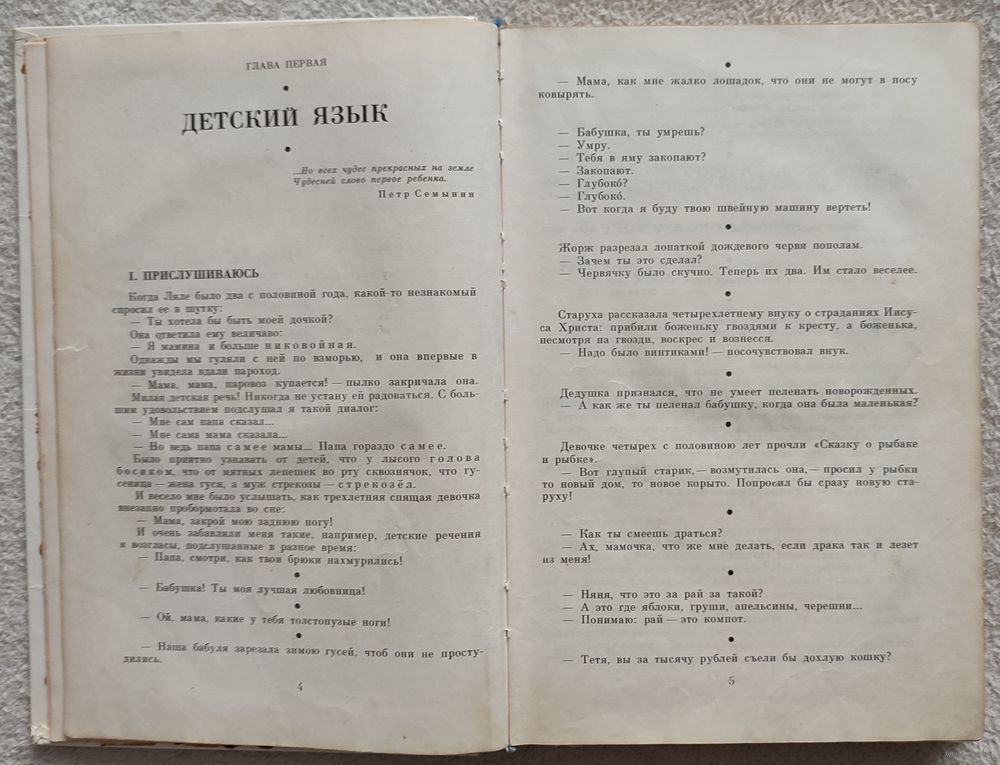 ГЛАВА ПЕРВАЯ
ДЕТСКИЙ ЯЗЫК
...Но всех чудес прекрасных на земле
Чудесней слово первое ребенка.
Петр Семынин
I. ПРИСЛУШИВАЮСЬ
Когда Ляле было два с половиной года, какой-то незнакомый
спросил ее в шутку:
— Ты хотела бы быть моей дочкой?
Она ответила ему величаво:
— Я мамина и больше никовойная.
Однажды мы гуляли с ней по взморью, и она впервые в
жизни увидела вдали пароход.
— Мама, мама, паровоз купается! — пылко закричала она.
Милая детская речь! Никогда не устану ей радоваться. С боль-
шим удовольствием подслушал я такой диалог:
— Мне сам папа сказал...
— Мне сама мама сказала...
— Но ведь папа самее мамы... Папа гораздо самее.
Было приятно узнавать от детей, что у лысого голова
босиком, что от мятных лепешек во рту сквознячок, что гу-
сеница — жена гуся, а муж стрекозы — стрекозёл.
И весело мне было услышать, как трехлетняя спящая девочка
внезапно пробормотала во сне:
— Мама, закрой мою заднюю ногу!
И очень забавляли меня такие, например, детские речения
и возгласы, подслушанные в разное время:
— Папа, смотри, как твои брюки нахмурились!
— Бабушка! Ты моя лучшая любовница!
— Ой, мама, какие у тебя толстопузые ноги!
— Наша бабуля зарезала зимою гусей, чтоб они не просту-
дились.
4
— Мама, как мне жалко лошадок, что они не могут в носу
ковырять.
— Бабушка, ты умрешь?
— Умру.
— Тебя в яму закопают?
— Закопают.
— Глубокó?
— Глубокó.
— Вот когда я буду твою швейную машину вертеть!
Жорж разрезал лопаткой дождевого червя пополам.
— Зачем ты это сделал?
— Червячку было скучно. Теперь их два. Им стало веселее.
Старуха рассказала четырехлетнему внуку о страданиях Иису-
са Христа: прибили боженьку гвоздями к кресту, а боженька,
несмотря на гвозди, воскрес и вознесся.
— Надо было винтиками! — посочувствовал внук.
Дедушка признался, что не умеет пеленать новорожденных.
— А как же ты пеленал бабушку, когда она была маленькая?
Девочке четырех с половиною лет прочли «Сказку о рыбаке
и рыбке».
— Вот глупый старик,— возмутилась она,— просил у рыбки
то новый дом, то новое корыто. Попросил бы сразу новую ста-
руху!
— Как ты смеешь драться?
— Ах, мамочка, что же мне делать, если драка так и лезет
из меня!
— Няня, что это за рай за такой?
— А это где яблоки, груши, апельсины, черешни...
— Понимаю: рай — это компот.
— Тетя, вы за тысячу рублей съели бы дохлую кошку?
5